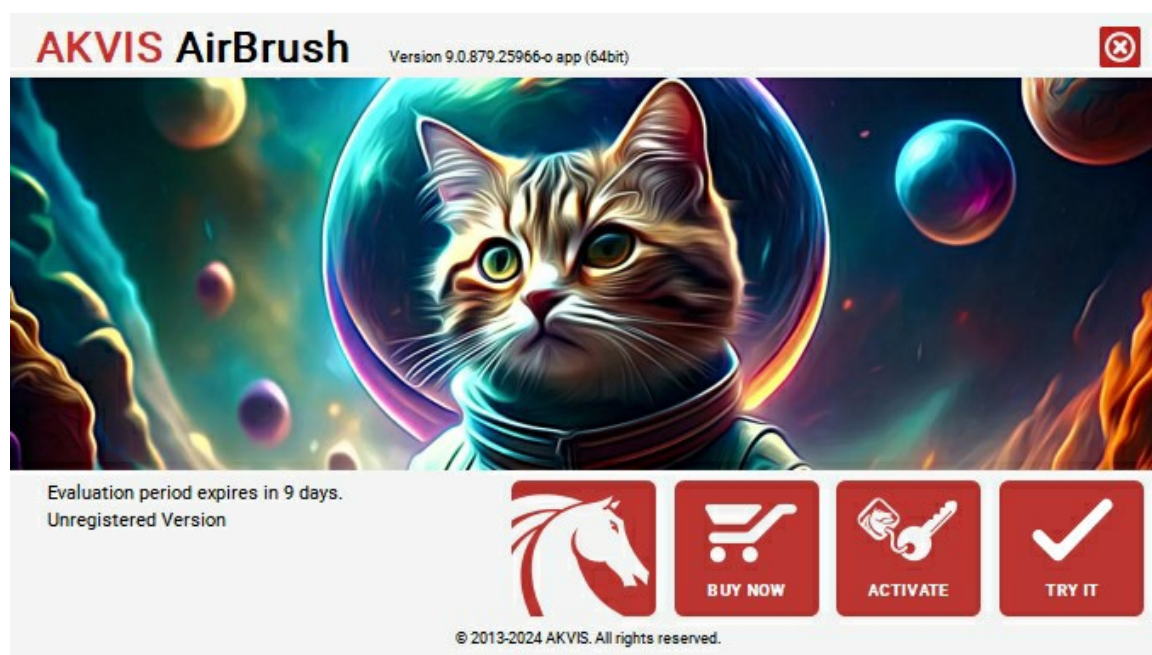 AKVIS AirBrush
Version 9.0.879.25966-o app (64bit)
Evaluation period expires in 9 days.
Unregistered Version
BUY NOW
ACTIVATE
TRY IT
© 2013-2024 AKVIS. All rights reserved.